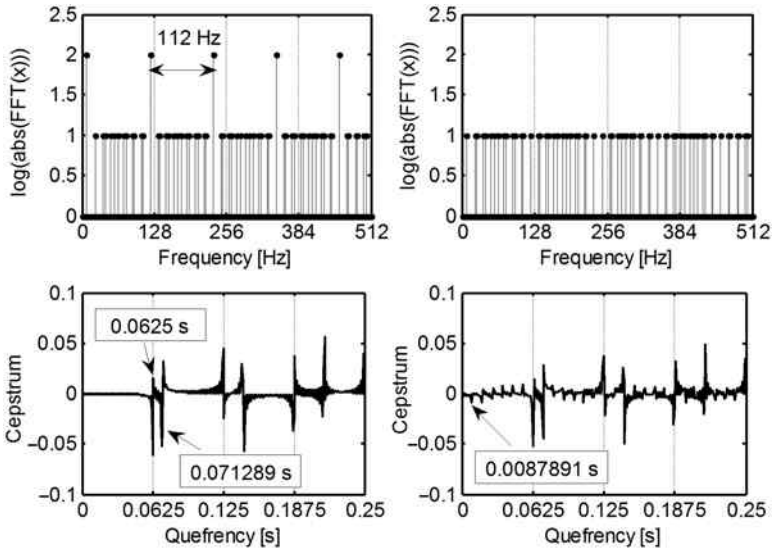 log(abs(FFT(x)))
2.5
2
1.5
1
0.5
0
112 Hz
0 128 256 384 512
Frequency [Hz]
log(abs(FFT(x)))
2.5
2
1.5
1
0.5
0
0 128 256 384 512
Frequency [Hz]
Cepstrum
0.1
0.05
0
−0.05
−0.1
0.0625 s
0.071289 s
0 0.0625 0.125 0.1875 0.25
Quefrency [s]
Cepstrum
0.1
0.05
0
−0.05
−0.1
0.0087891 s
0 0.0625 0.125 0.1875 0.25
Quefrency [s]